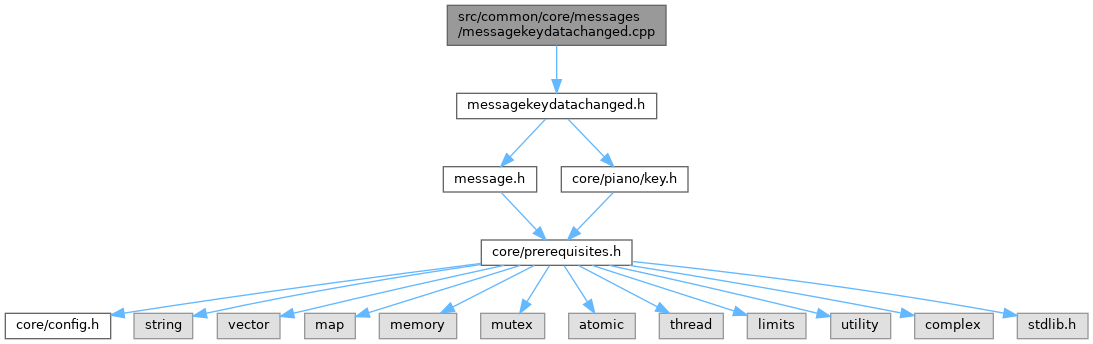 src/common/core/messages
/messagekeydatachanged.cpp
messagekeydatachanged.h
message.h
core/piano/key.h
core/prerequisites.h
core/config.h
string
vector
map
memory
mutex
atomic
thread
limits
utility
complex
stdlib.h